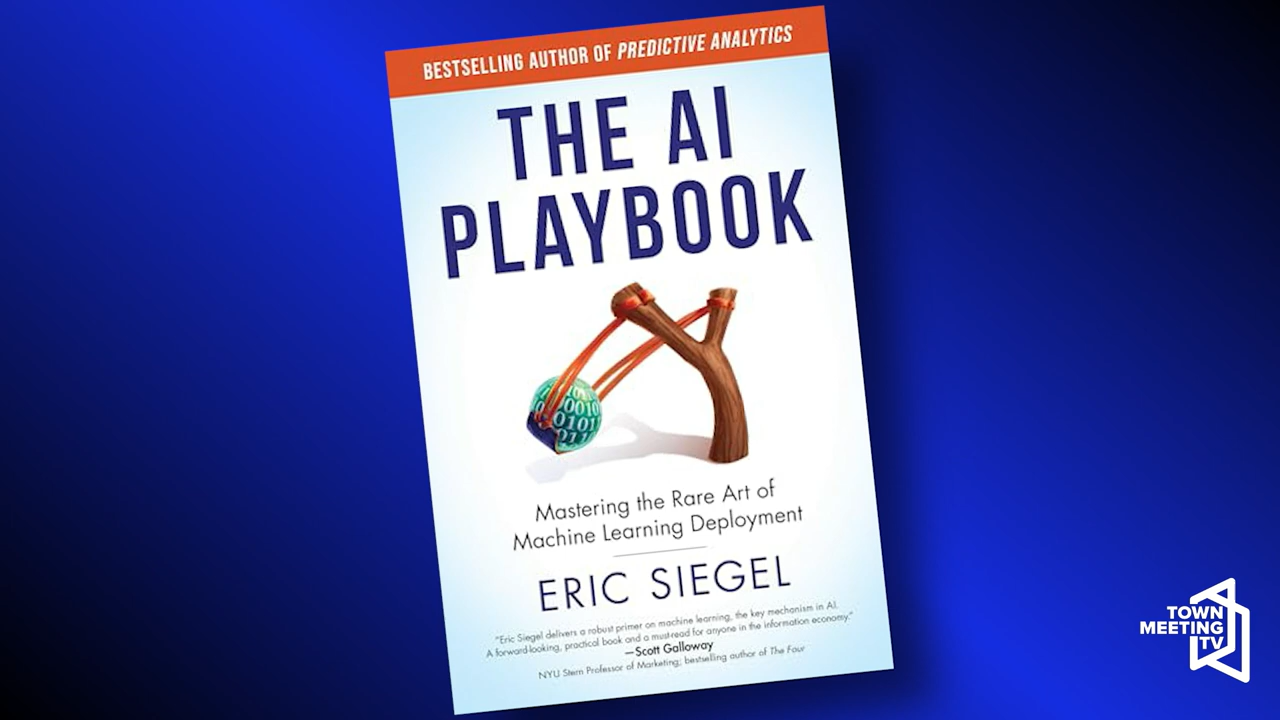 BESTSELLING AUTHOR OF PREDICTIVE ANALYTICS
THE AI
PLAYBOOK
Mastering the Rare Art of
Machine Learning Deployment
ERIC SIEGEL
"Eric Siegel delivers a robust primer on machine learning, the key mechanism in AI.
A forward-looking, practical book and a must-read for anyone in the information economy."
—Scott Galloway
NYU Stern Professor of Marketing; bestselling author of The Four
TOWN
MEETING
TV